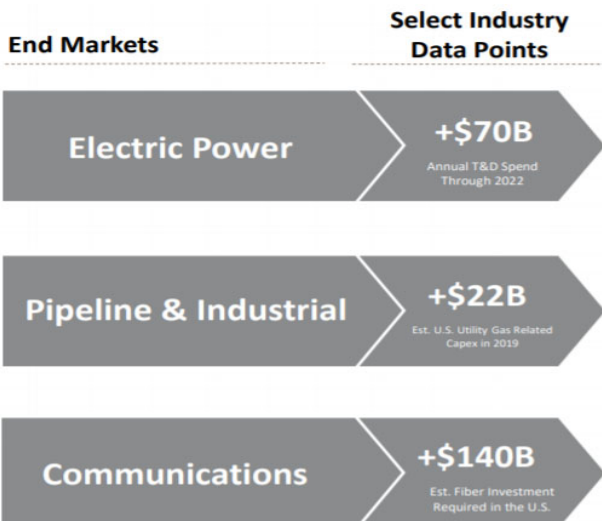 End Markets
Select Industry
Data Points
Electric Power
+$70B
Annual T&D Spend
Through 2022
Pipeline & Industrial
+$22B
Est. U.S. Utility Gas Related
Capex in 2019
Communications
+$140B
Est. Fiber Investment
Required in the U.S.